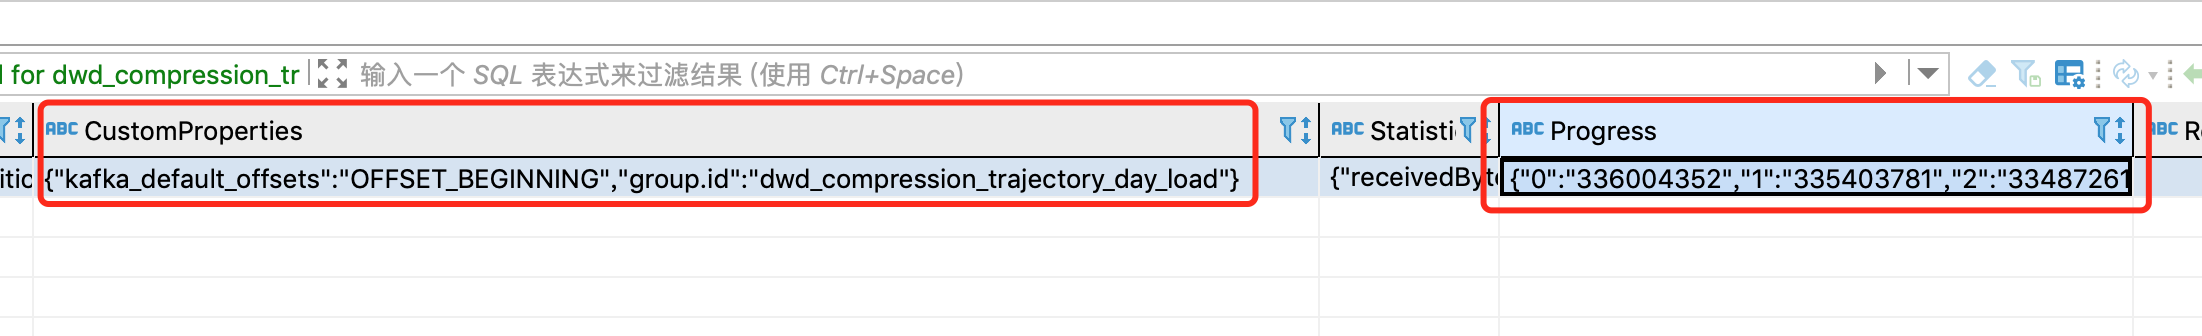 for dwd_compression_tr 输入一个 SQL 表达式来过滤结果 (使用 Ctrl+Space)
ABC CustomProperties ABC Statisti ABC Progress ABC R
{"kafka_default_offsets":"OFFSET_BEGINNING","group.id":"dwd_compression_trajectory_day_load"} {"receivedByt {"0":"336004352","1":"335403781","2":"33487261